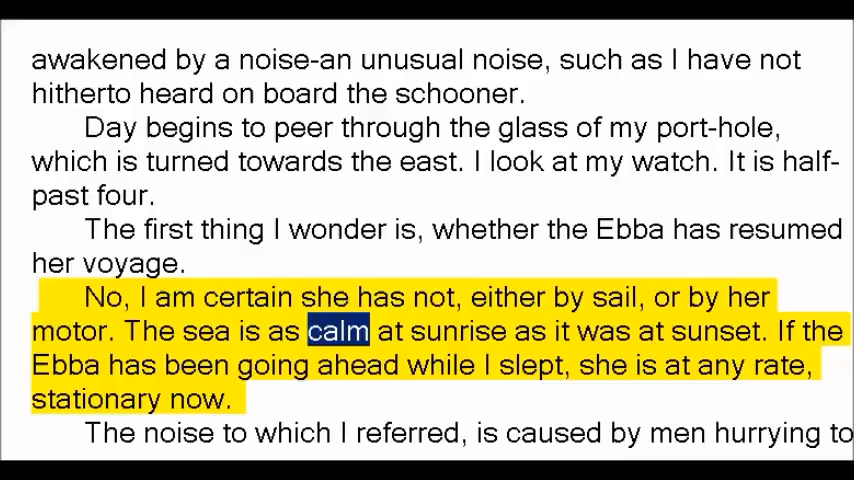 awakened by a noise-an unusual noise, such as I have not
hitherto heard on board the schooner.
Day begins to peer through the glass of my port-hole,
which is turned towards the east. I look at my watch. It is half-
past four.
The first thing I wonder is, whether the Ebba has resumed
her voyage.
No, I am certain she has not, either by sail, or by her
motor. The sea is as calm at sunrise as it was at sunset. If the
Ebba has been going ahead while I slept, she is at any rate,
stationary now.
The noise to which I referred, is caused by men hurrying to